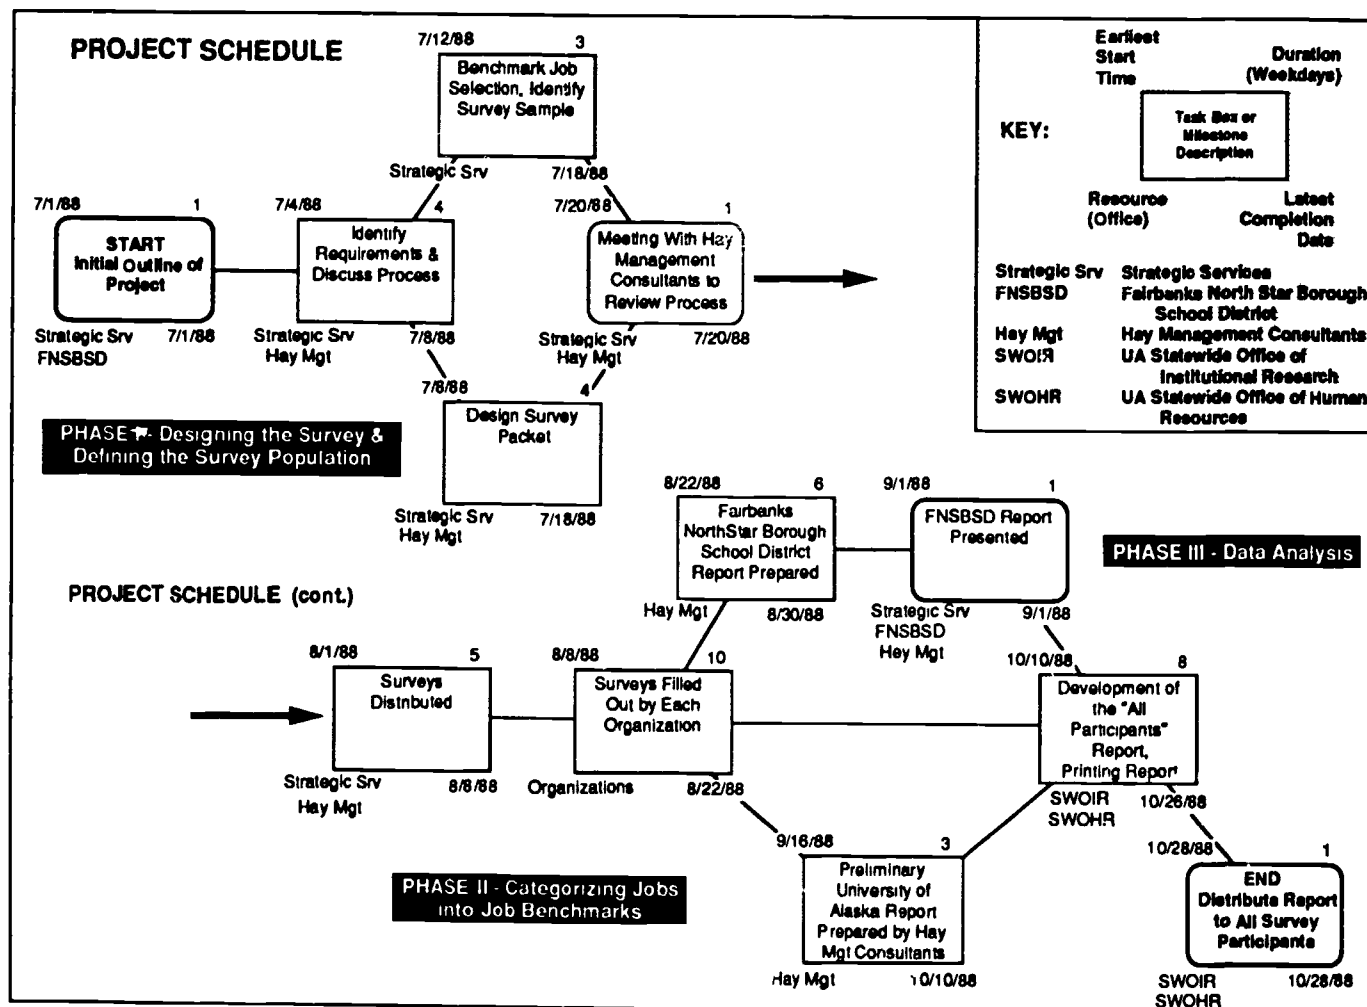 PROJECT SCHEDULE
7/12/88 3
Benchmark Job
Selection, Identify
Survey Sample
Strategic Srv
7/18/88
7/1/88 1
START
Initial Outline of
Project
Strategic Srv 7/1/88
FNSBSD
7/4/88 4
Identify
Requirements &
Discuss Process
Strategic Srv 7/8/88
Hay Mgt
7/20/88 1
Meeting With Hay
Management
Consultants to
Review Process
Strategic Srv 7/20/88
Hay Mgt
7/8/88 4
Design Survey
Packet
Strategic Srv 7/18/88
Hay Mgt
PHASE I - Designing the Survey &
Defining the Survey Population
Earliest
Start
Time
Duration
(Weekdays)
KEY:
Task Box or
Milestone
Description
Resource
(Office)
Latest
Completion
Date
Strategic Srv Strategic Services
FNSBSD Fairbanks North Star Borough
School District
Hay Mgt Hay Management Consultants
SWOIR UA Statewide Office of
Institutional Research
SWOHR UA Statewide Office of Human
Resources
8/22/88 6
Fairbanks
NorthStar Borough
School District
Report Prepared
Hay Mgt 8/30/88
9/1/88 1
FNSBSD Report
Presented
Strategic Srv 9/1/88
FNSBSD
Hay Mgt
PHASE III - Data Analysis
PROJECT SCHEDULE (cont.)
8/1/88 5
Surveys
Distributed
Strategic Srv 8/8/88
Hay Mgt
8/8/88 10
Surveys Filled
Out by Each
Organization
Organizations 8/22/88
10/10/88 8
Development of
the "All
Participants"
Report,
Printing Report
SWOIR 10/26/88
SWOHR
9/16/88 3
Preliminary
University of
Alaska Report
Prepared by Hay
Mgt Consultants
Hay Mgt 10/10/88
PHASE II - Categorizing Jobs
into Job Benchmarks
10/28/88 1
END
Distribute Report
to All Survey
Participants
SWOIR 10/28/88
SWOHR